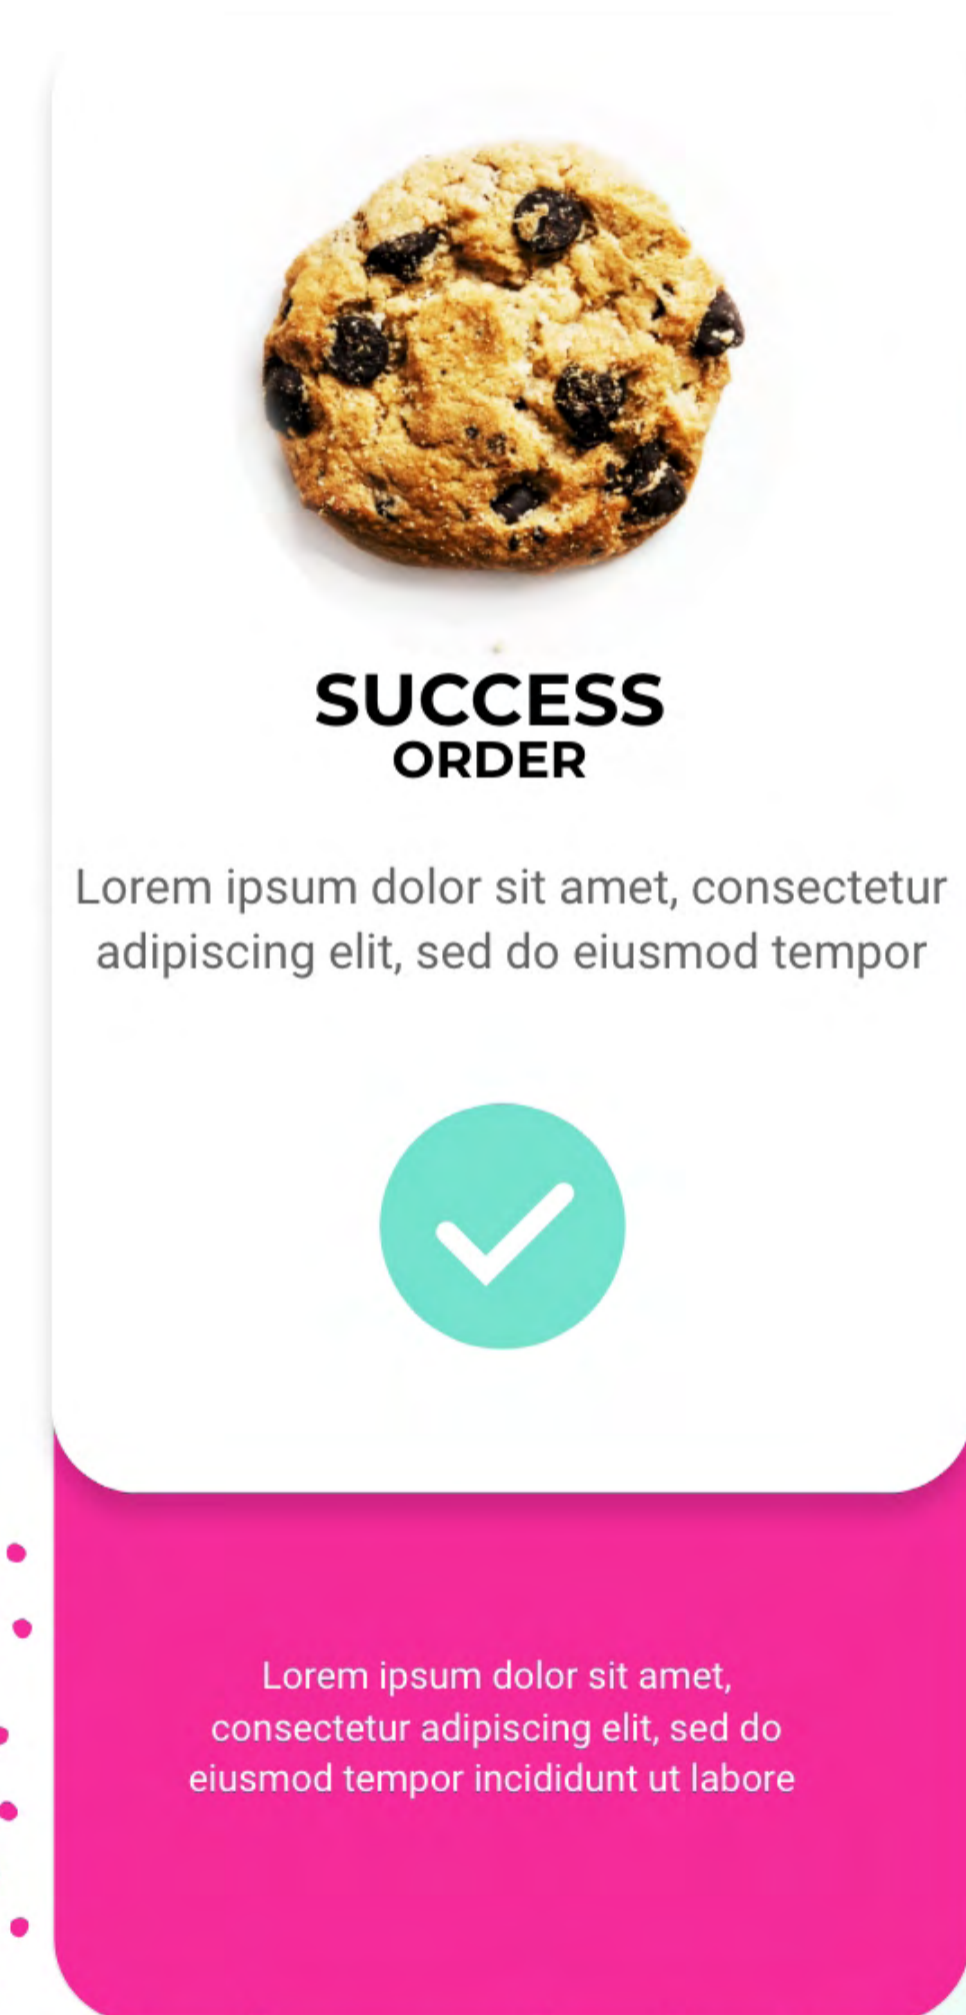 SUCCESS
ORDER
Lorem ipsum dolor sit amet, consectetur
adipiscing elit, sed do eiusmod tempor
Lorem ipsum dolor sit amet,
consectetur adipiscing elit, sed do
eiusmod tempor incididunt ut labore